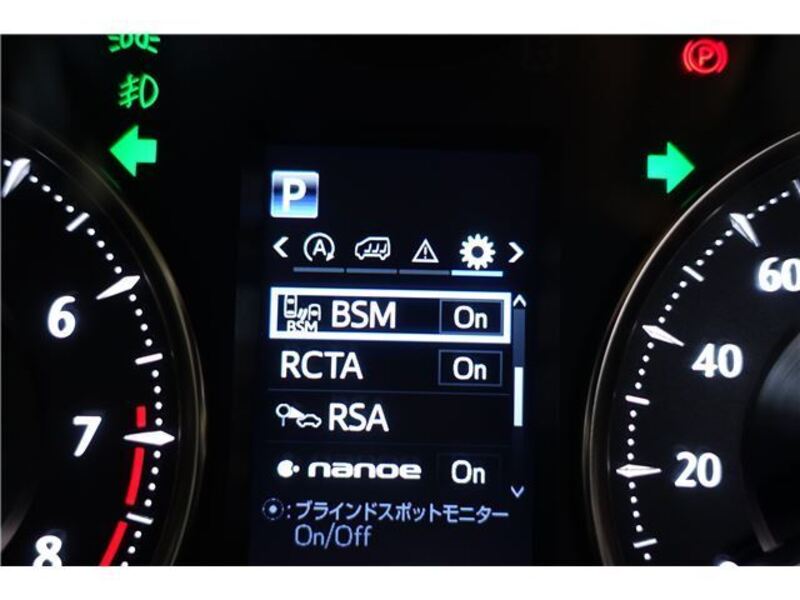 P
P
A
BSM
BSM On
RCTA On
RSA
nanoe On
:ブラインドスポットモニター
On/Off
6
7
8
60
40
20